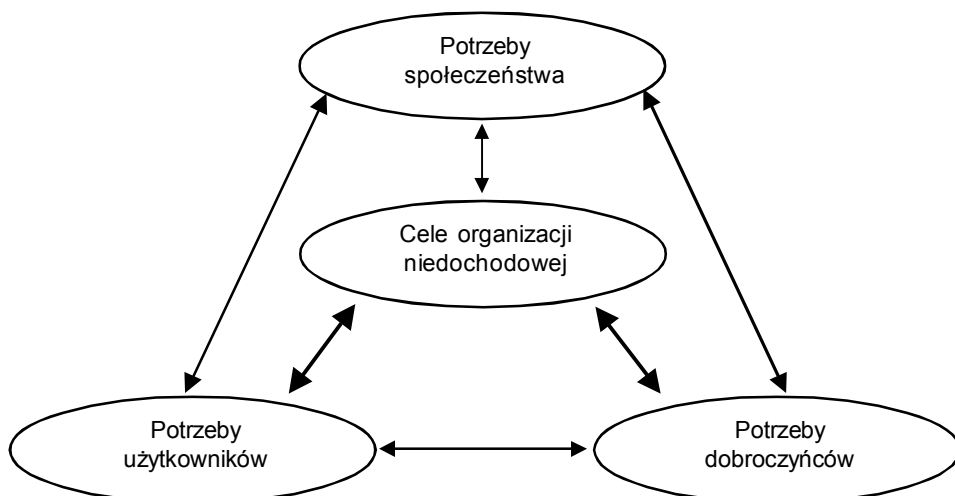 Potrzeby
społeczeństwa
Cele organizacji
niedochodowej
Potrzeby
użytkowników
Potrzeby
dobroczyńców